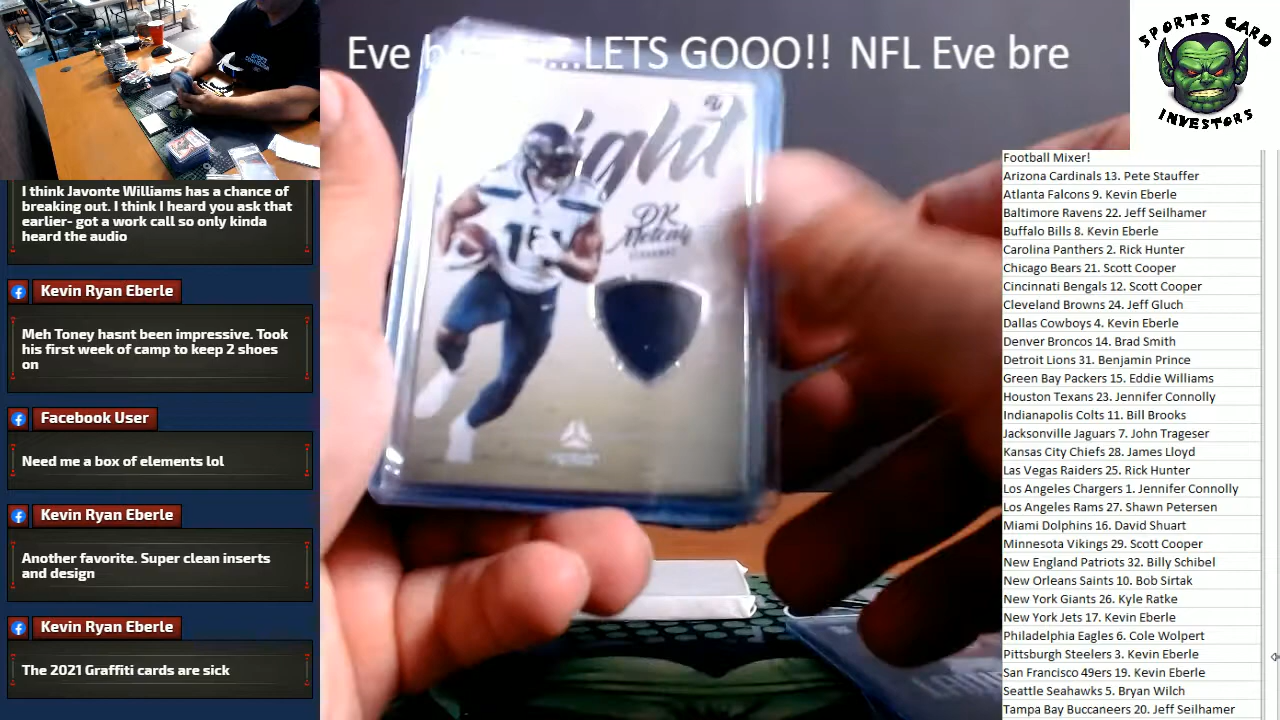 Eve b
...LETS GOOO!! NFL Eve bre
SPORTS CARD
INVESTORS
I think Javonte Williams has a chance of
breaking out. I think I heard you ask that
earlier- got a work call so only kinda
heard the audio
Kevin Ryan Eberle
Meh Toney hasnt been impressive. Took
his first week of camp to keep 2 shoes
on
Facebook User
Need me a box of elements lol
Kevin Ryan Eberle
Another favorite. Super clean inserts
and design
Kevin Ryan Eberle
The 2021 Graffiti cards are sick
ight
DK
Metcalf
Football Mixer!
Arizona Cardinals 13. Pete Stauffer
Atlanta Falcons 9. Kevin Eberle
Baltimore Ravens 22. Jeff Seilhamer
Buffalo Bills 8. Kevin Eberle
Carolina Panthers 2. Rick Hunter
Chicago Bears 21. Scott Cooper
Cincinnati Bengals 12. Scott Cooper
Cleveland Browns 24. Jeff Gluch
Dallas Cowboys 4. Kevin Eberle
Denver Broncos 14. Brad Smith
Detroit Lions 31. Benjamin Prince
Green Bay Packers 15. Eddie Williams
Houston Texans 23. Jennifer Connolly
Indianapolis Colts 11. Bill Brooks
Jacksonville Jaguars 7. John Trageser
Kansas City Chiefs 28. James Lloyd
Las Vegas Raiders 25. Rick Hunter
Los Angeles Chargers 1. Jennifer Connolly
Los Angeles Rams 27. Shawn Petersen
Miami Dolphins 16. David Shuart
Minnesota Vikings 29. Scott Cooper
New England Patriots 32. Billy Schibel
New Orleans Saints 10. Bob Sirtak
New York Giants 26. Kyle Ratke
New York Jets 17. Kevin Eberle
Philadelphia Eagles 6. Cole Wolpert
Pittsburgh Steelers 3. Kevin Eberle
San Francisco 49ers 19. Kevin Eberle
Seattle Seahawks 5. Bryan Wilch
Tampa Bay Buccaneers 20. Jeff Seilhamer